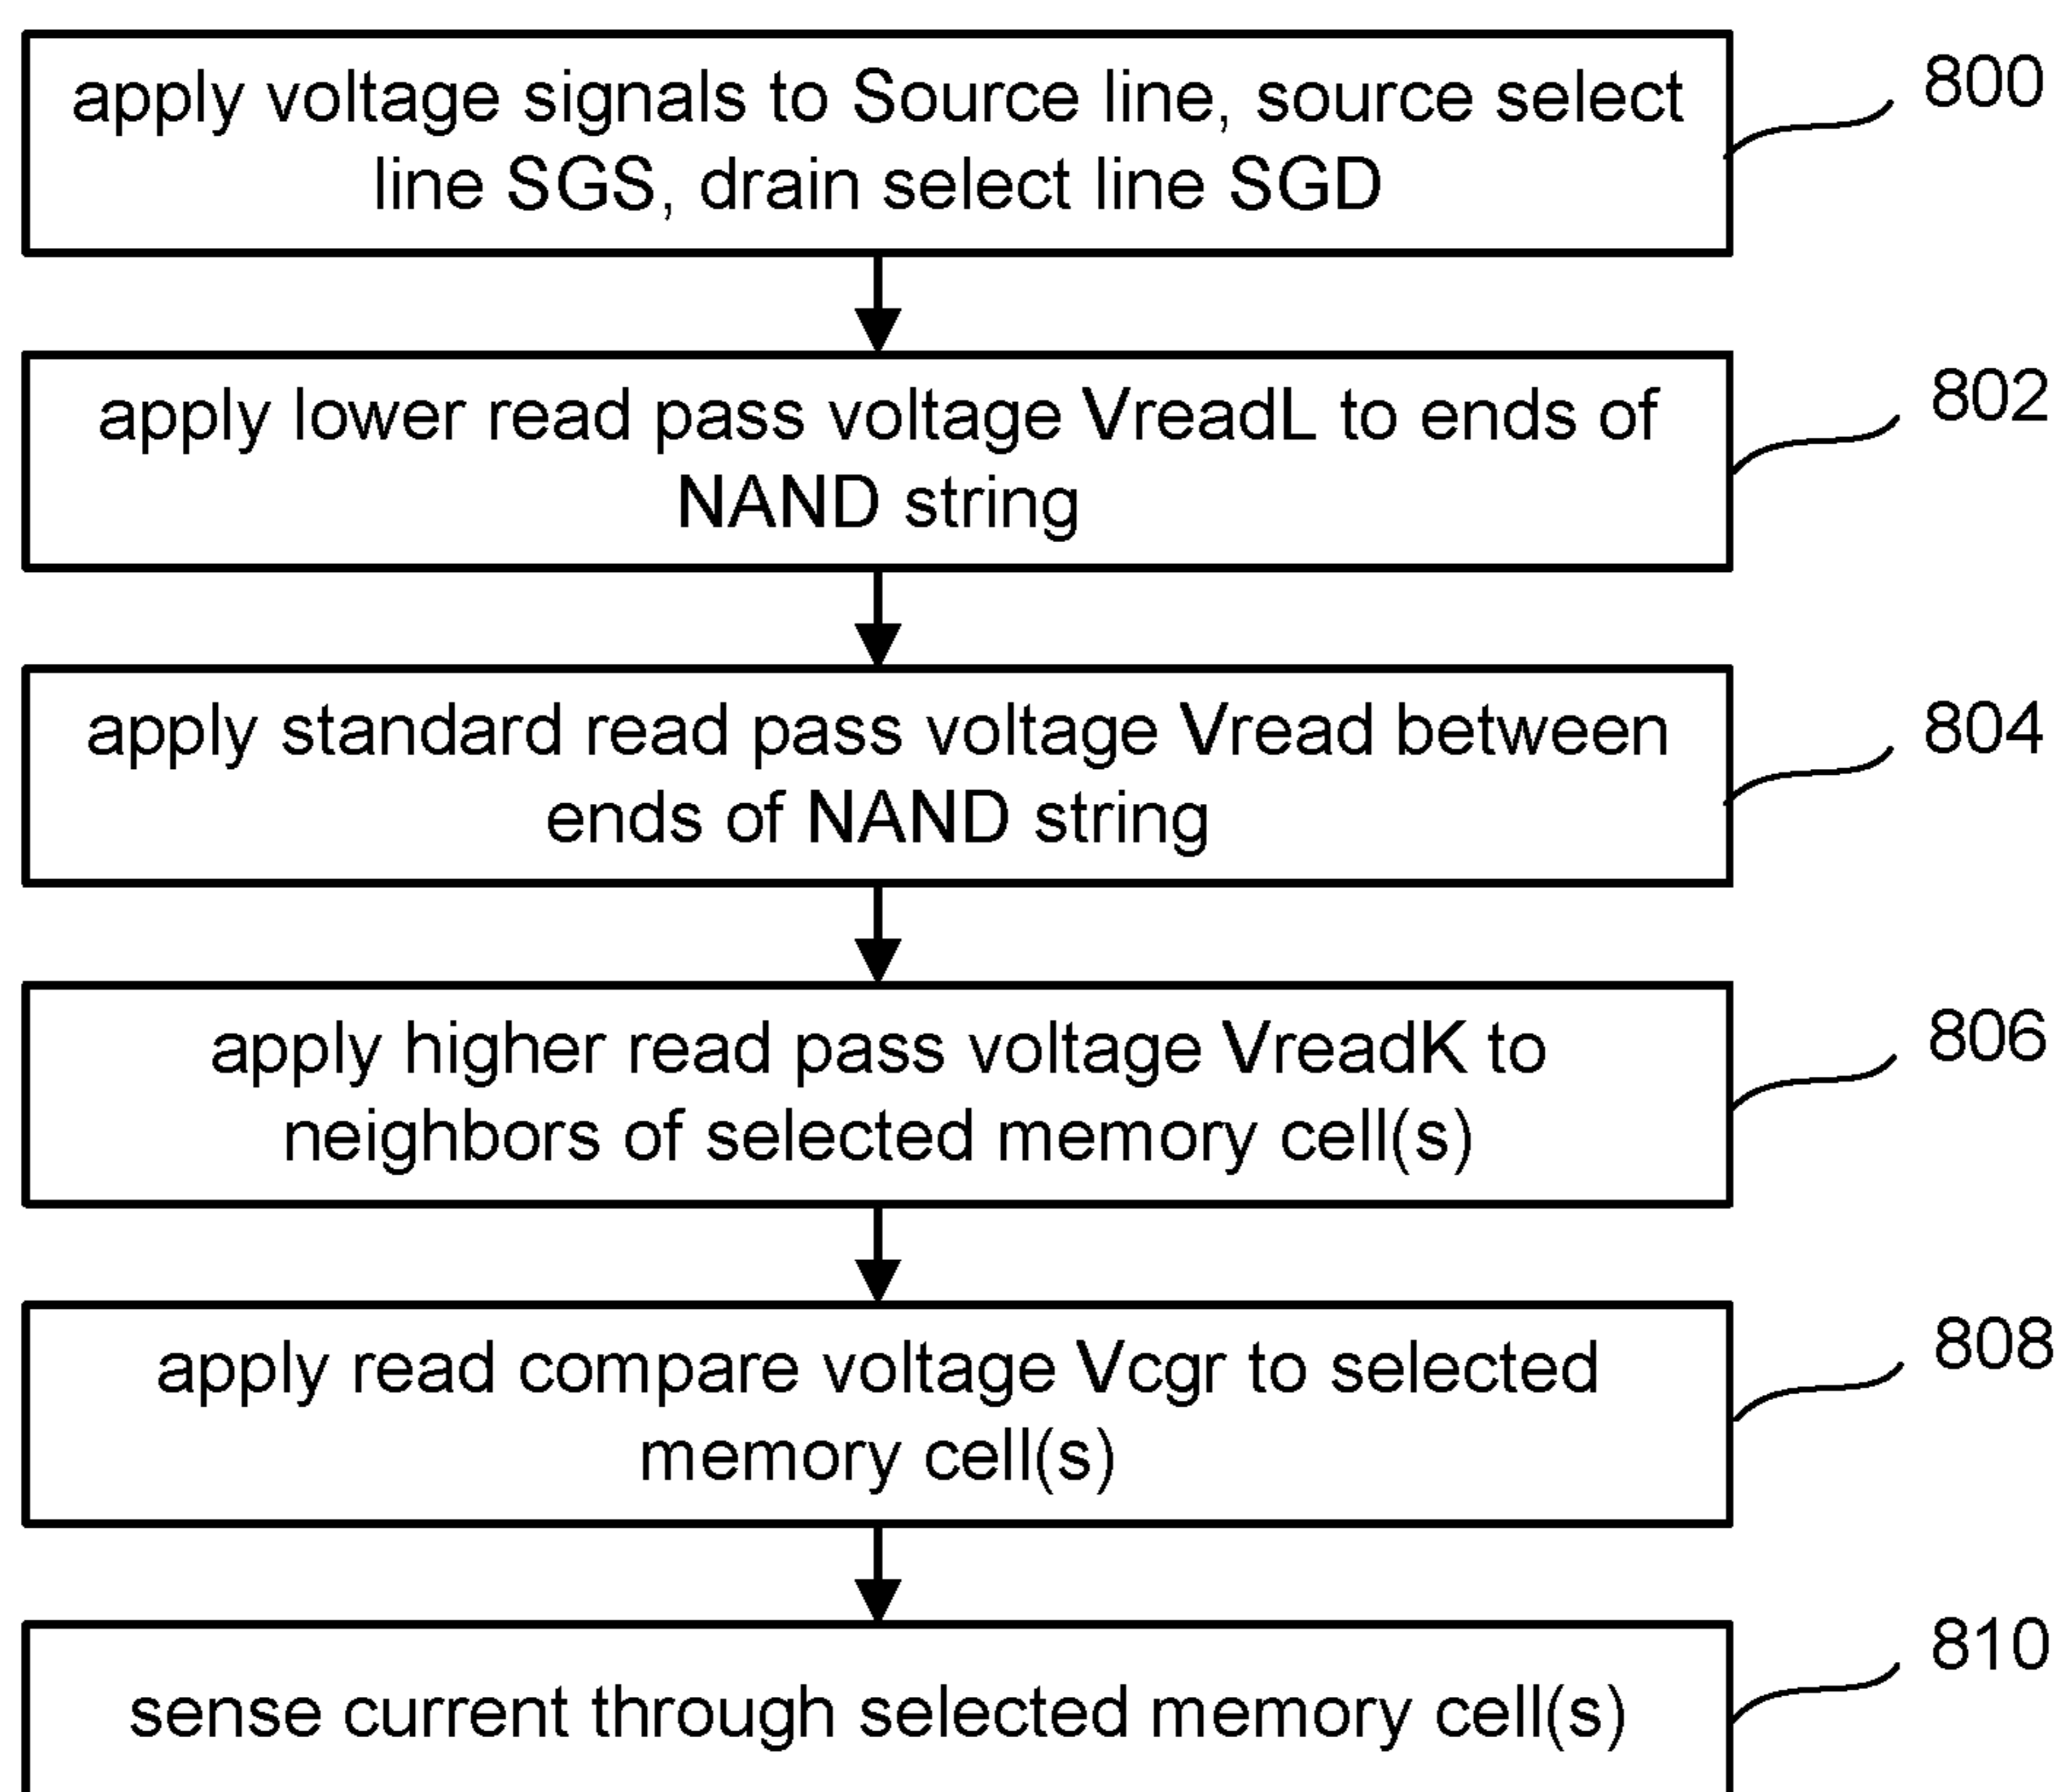 apply voltage signals to Source line, source select
line SGS, drain select line SGD
800
apply lower read pass voltage VreadL to ends of
NAND string
802
apply standard read pass voltage Vread between
ends of NAND string
804
apply higher read pass voltage VreadK to
neighbors of selected memory cell(s)
806
apply read compare voltage Vcgr to selected
memory cell(s)
808
sense current through selected memory cell(s)
810